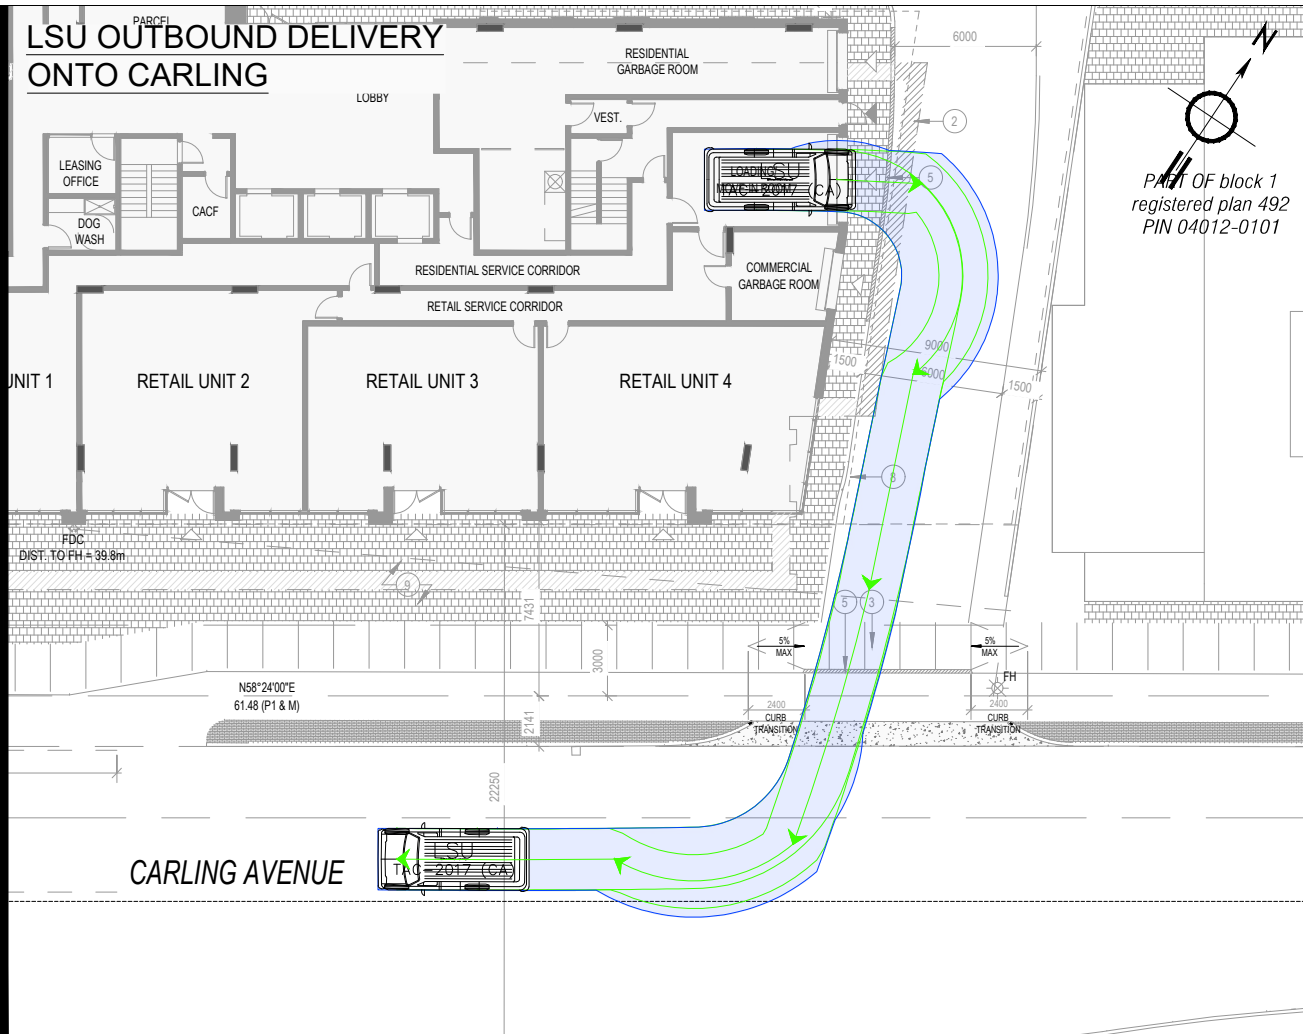 PARCEL
LSU OUTBOUND DELIVERY
ONTO CARLING
LOBBY
RESIDENTIAL
GARBAGE ROOM
6000
N
VEST.
2
LEASING
OFFICE
LOADING
LSU
TAC-2017 (CA)
5
PART OF block 1
registered plan 492
PIN 04012-0101
CACF
DOG
WASH
RESIDENTIAL SERVICE CORRIDOR
COMMERCIAL
GARBAGE ROOM
RETAIL SERVICE CORRIDOR
9000
1500
6000
1500
UNIT 1
RETAIL UNIT 2
RETAIL UNIT 3
RETAIL UNIT 4
8
FDC
DIST. TO FH = 39.8m
9
7431
5
3
5%
MAX
5%
MAX
3000
FH
N58°24'00"E
61.48 (P1 & M)
2400
2400
2141
CURB
TRANSITION
CURB
TRANSITION
22250
LSU
TAC-2017 (CA)
CARLING AVENUE